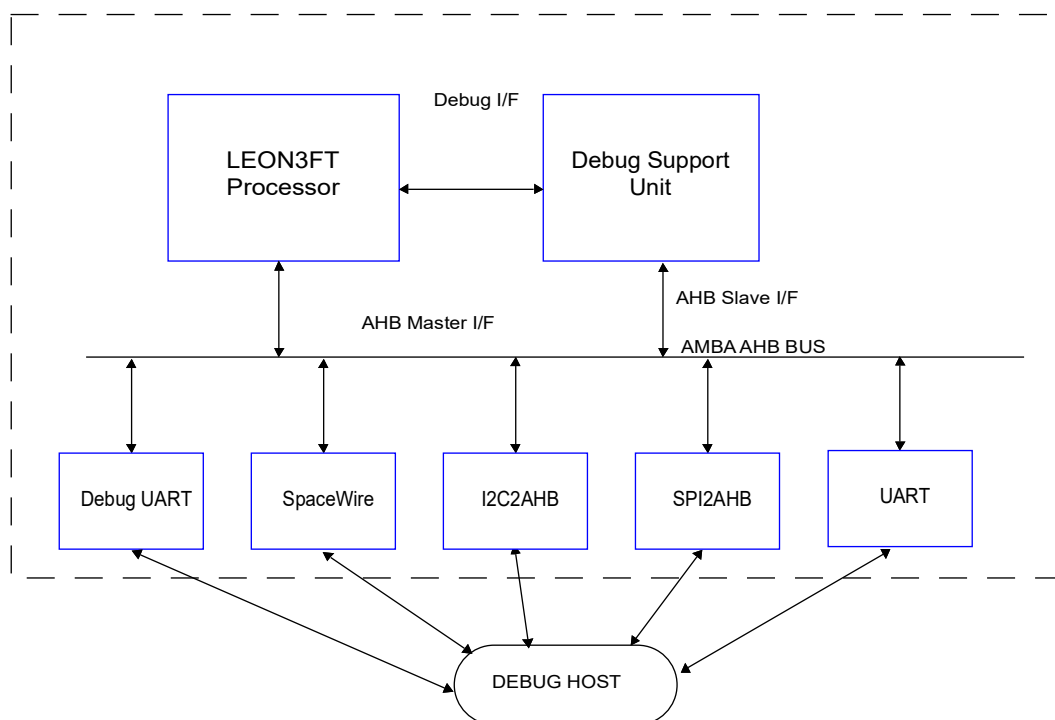 Debug I/F
LEON3FT
Processor
Debug Support
Unit
AHB Slave I/F
AHB Master I/F
AMBA AHB BUS
Debug UART
SpaceWire
I2C2AHB
SPI2AHB
UART
DEBUG HOST